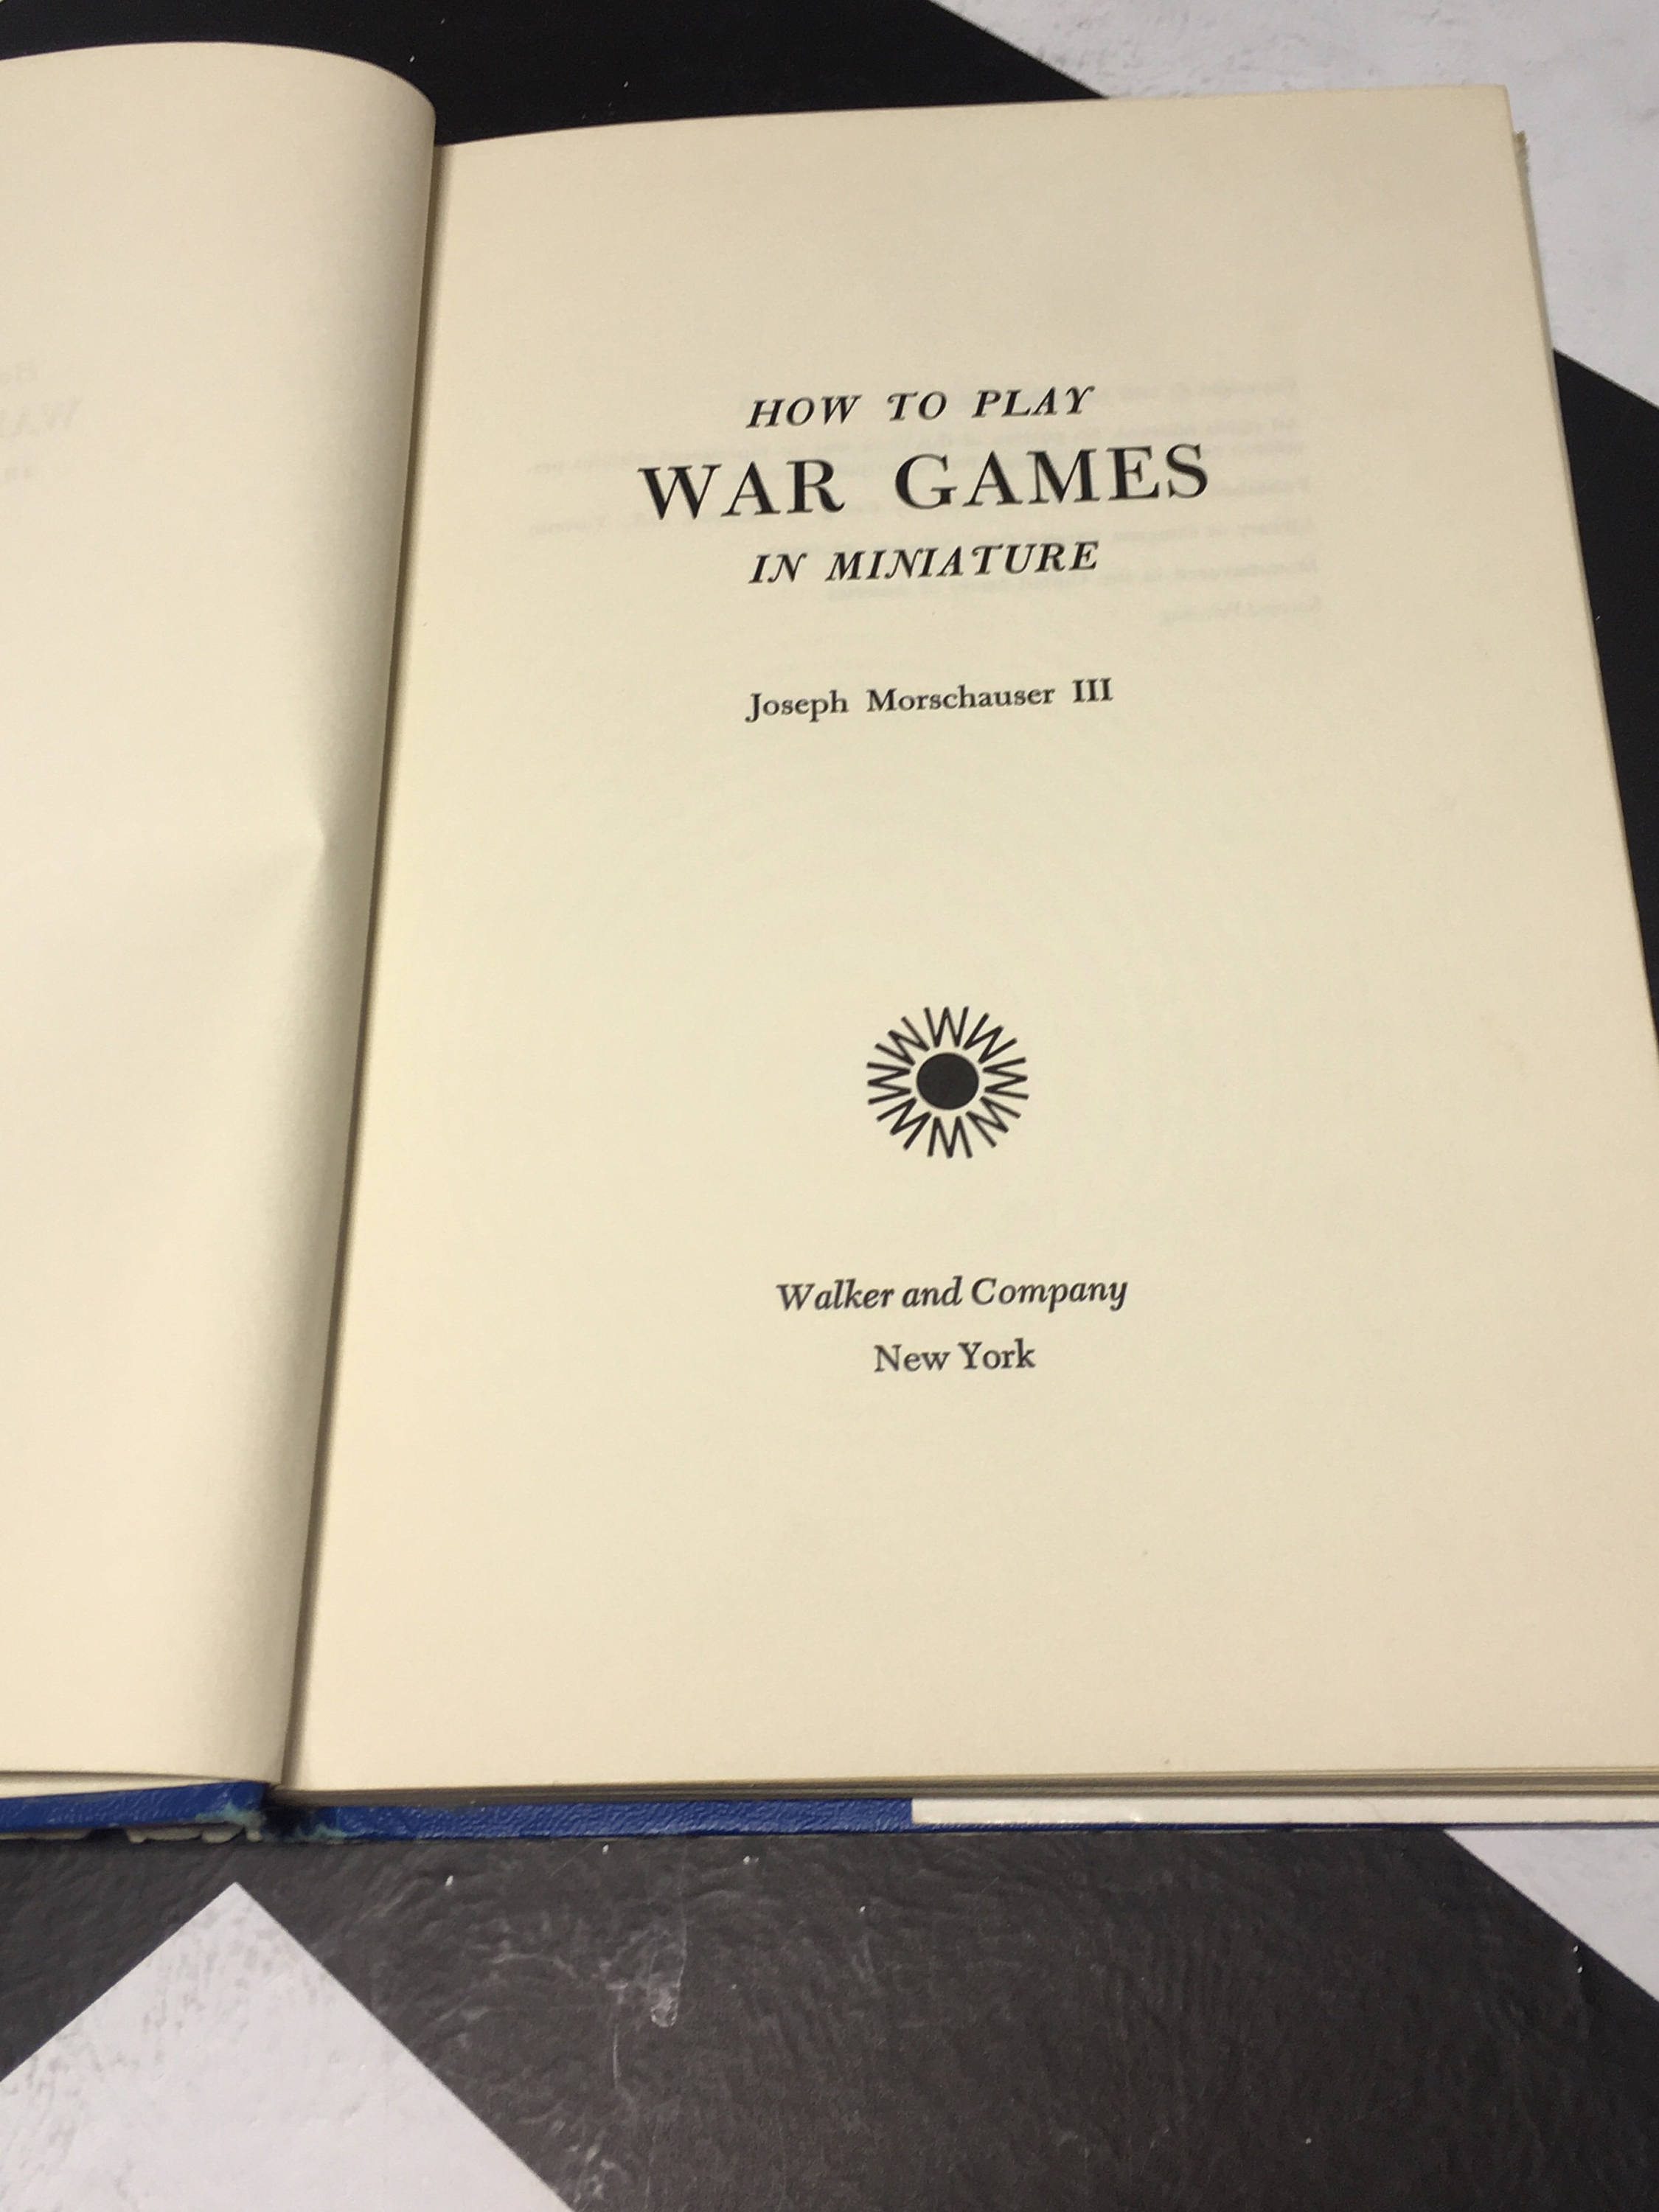 HOW TO PLAY
WAR GAMES
IN MINIATURE
Joseph Morschauser III
Walker and Company
New York